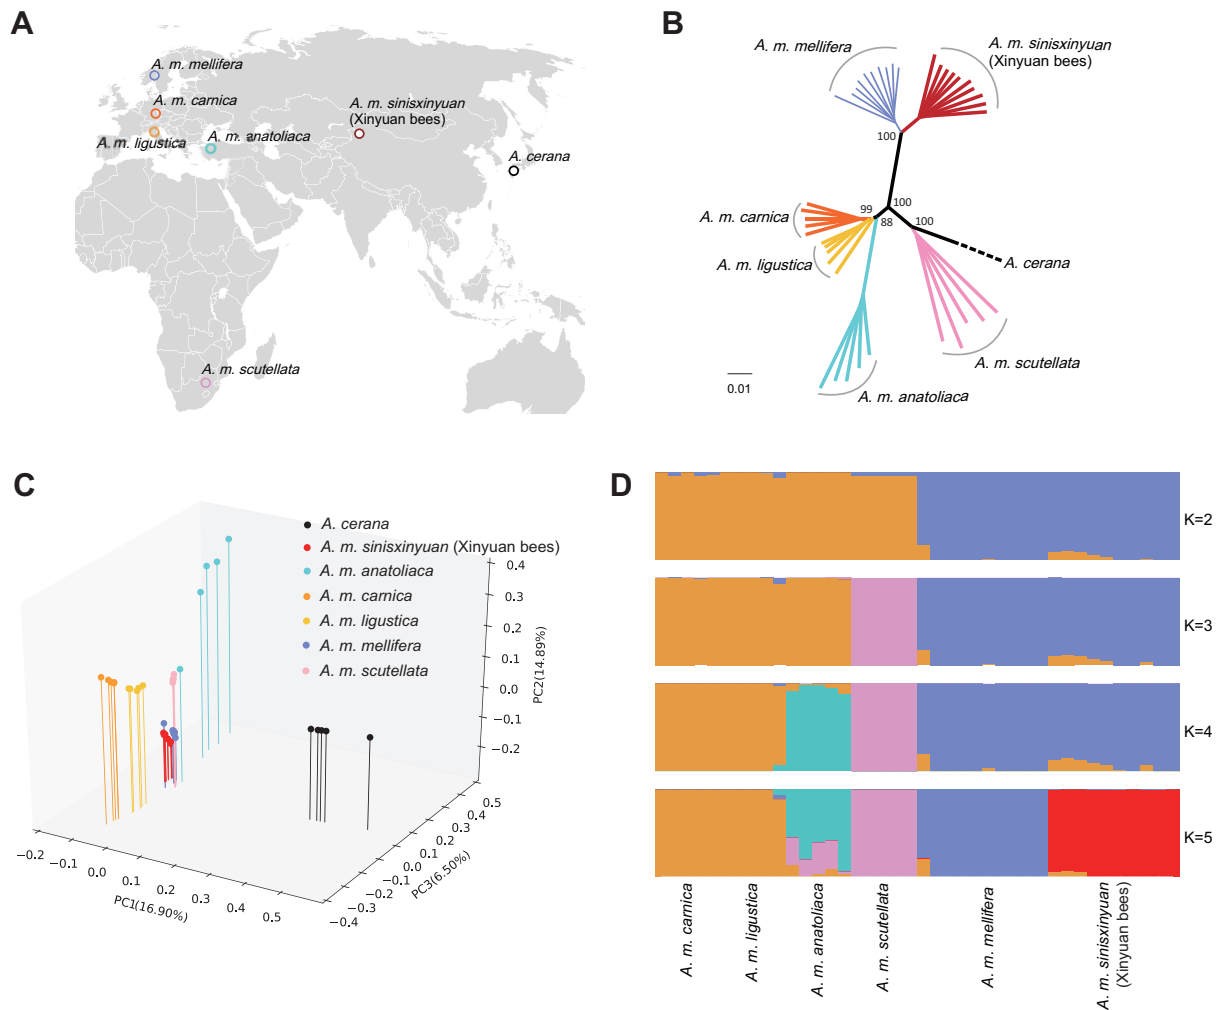 A
A. m. mellifera
A. m. carnica
A. m. ligustica
A. m. anatoliaca
A. m. sinisxinyuan
(Xinyuan bees)
A. cerana
A. m. scutellata
B
A. m. mellifera
A. m. sinisxinyuan
(Xinyuan bees)
100
A. m. carnica
99
100
88
100
A. m. ligustica
A. cerana
A. m. scutellata
0.01
A. m. anatoliaca
C
A. cerana
A. m. sinisxinyuan (Xinyuan bees)
A. m. anatoliaca
A. m. carnica
A. m. ligustica
A. m. mellifera
A. m. scutellata
0.4
0.3
0.2
0.1
0.0
−0.1
−0.2
PC2(14.89%)
−0.2
−0.1
0.0
0.1
0.2
0.3
0.4
0.5
PC1(16.90%)
0.5
0.4
0.3
0.2
0.1
0.0
−0.1
−0.2
−0.3
−0.4
PC3(6.50%)
D
K=2
K=3
K=4
K=5
A. m. carnica
A. m. ligustica
A. m. anatoliaca
A. m. scutellata
A. m. mellifera
A. m. sinisxinyuan
(Xinyuan bees)